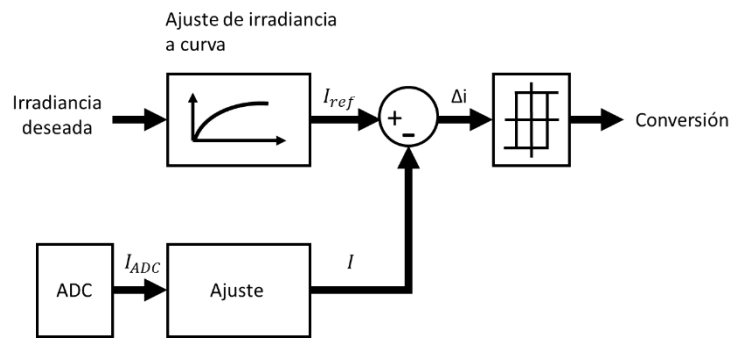 Ajuste de irradiancia
a curva
Irradiancia
deseada
I_ref
+
-
Δi
Conversión
ADC
I_ADC
Ajuste
I